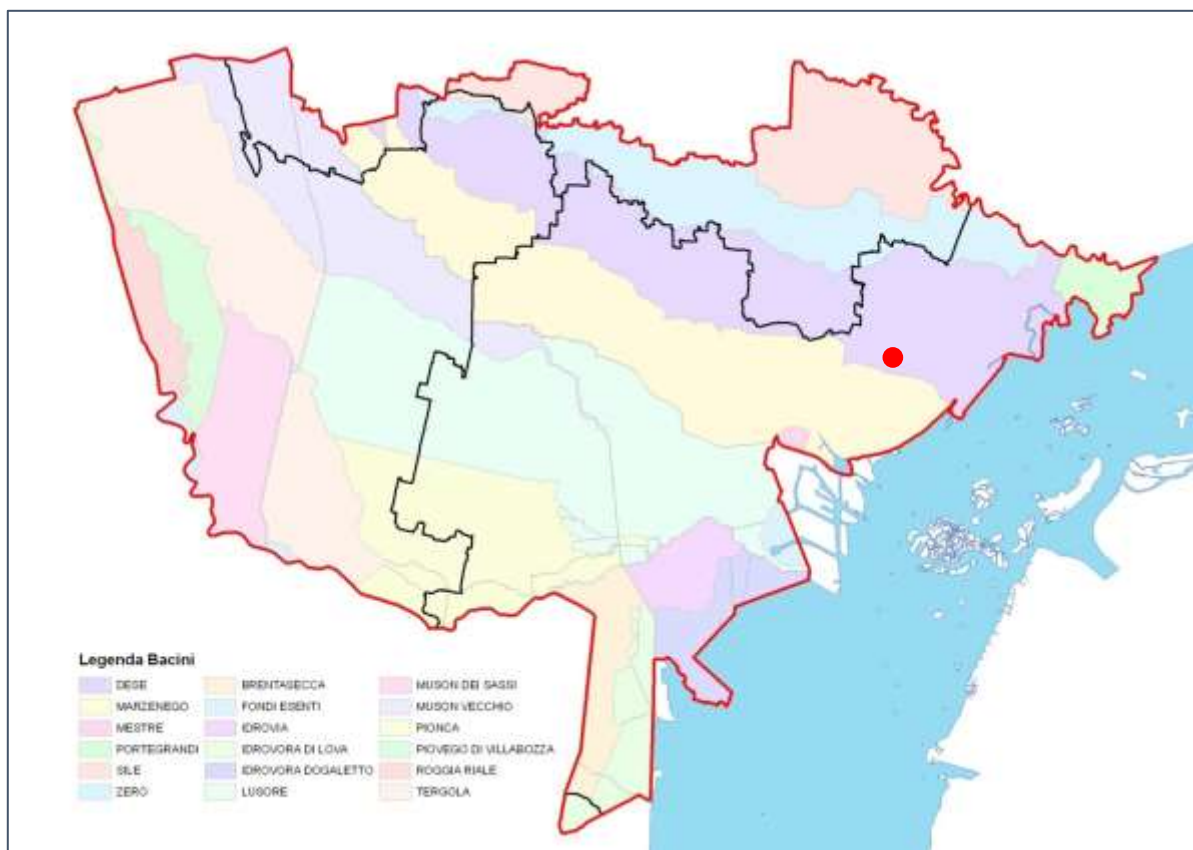 Legenda Bacini
DESE
MARZENEGO
MESTRE
PORTEGRANDI
SILE
ZERO
BRENTASECCA
FONDI ESENTI
IDROVIA
IDROVORA DI LOVA
IDROVORA DOGALETTO
LUSORE
MUSON DEI SASSI
MUSON VECCHIO
PIONCA
PIOVEGO DI VILLABOZZA
ROGGIA RIALE
TERGOLA